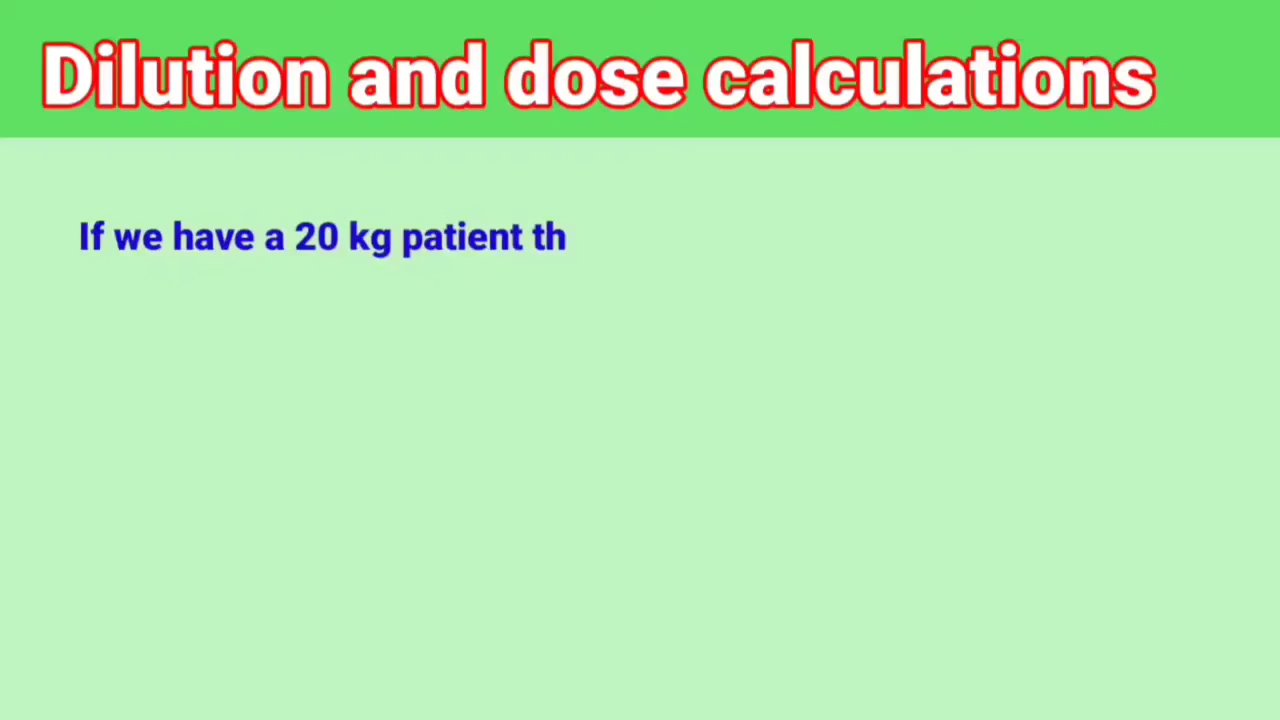 Dilution and dose calculations
If we have a 20 kg patient th